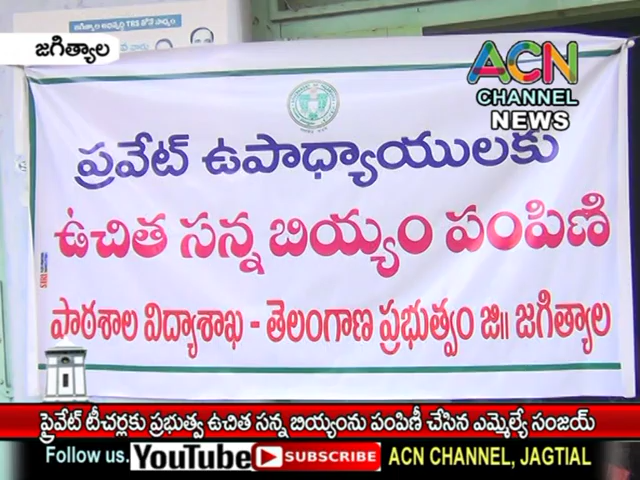 జగిత్యాల
ACN
CHANNEL
NEWS
ప్రవేట్ ఉపాధ్యాయులకు
ఉచిత సన్న బియ్యం పంపిణి
పాఠశాల విద్యాశాఖ - తెలంగాణ ప్రభుత్వం జి॥ జగిత్యాల
ప్రైవేట్ టీచర్లకు ప్రభుత్వ ఉచిత సన్న బియ్యంను పంపిణీ చేసిన ఎమ్మెల్యే సంజయ్
Follow us. YouTube SUBSCRIBE ACN CHANNEL, JAGTIAL